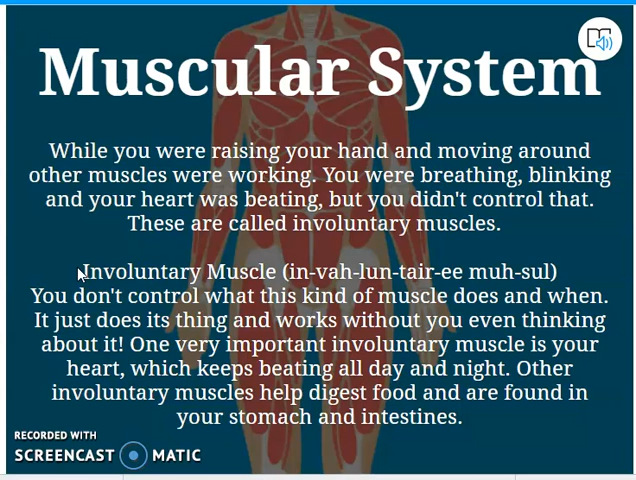 Muscular System
While you were raising your hand and moving around
other muscles were working. You were breathing, blinking
and your heart was beating, but you didn't control that.
These are called involuntary muscles.
Involuntary Muscle (in-vah-lun-tair-ee muh-sul)
You don't control what this kind of muscle does and when.
It just does its thing and works without you even thinking
about it! One very important involuntary muscle is your
heart, which keeps beating all day and night. Other
involuntary muscles help digest food and are found in
your stomach and intestines.
RECORDED WITH
SCREENCAST MATIC